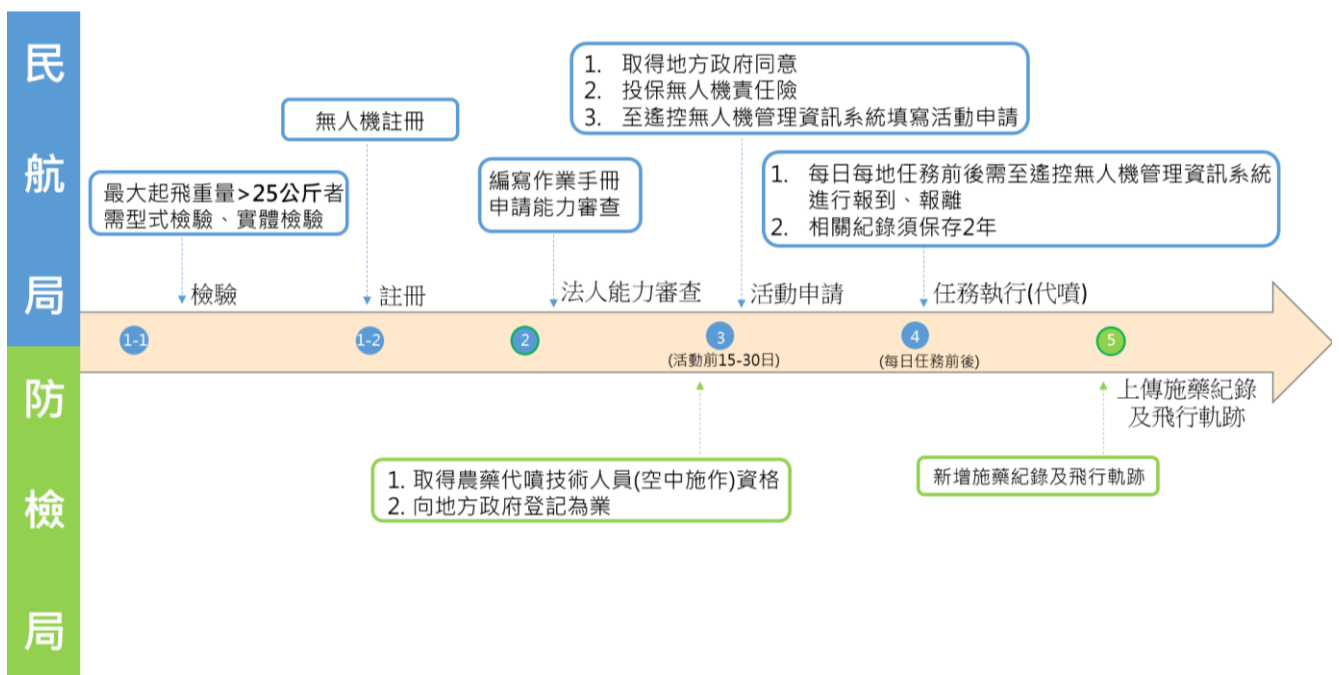 民航局
防檢局
1. 取得地方政府同意
2. 投保無人機責任險
3. 至遙控無人機管理資訊系統填寫活動申請
無人機註冊
編寫作業手冊
申請能力審查
1. 每日每地任務前後需至遙控無人機管理資訊系統
進行報到、報離
2. 相關紀錄須保存2年
最大起飛重量>25公斤者
需型式檢驗、實體檢驗
檢驗
註冊
法人能力審查
活動申請
任務執行(代噴)
1-1
1-2
2
3
4
5
(活動前15-30日)
(每日任務前後)
上傳施藥紀錄
及飛行軌跡
1. 取得農藥代噴技術人員(空中施作)資格
2. 向地方政府登記為業
新增施藥紀錄及飛行軌跡